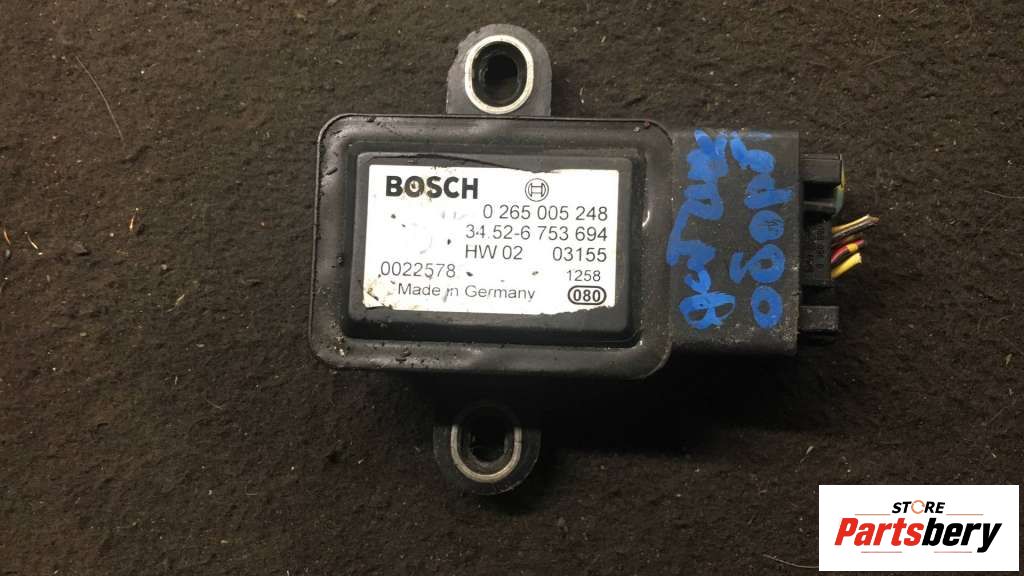 BOSCH
0 265 005 248
34.52-6 753 694
HW 02 03155
0022578 1258
Made in Germany 080
STORE
Partsbery